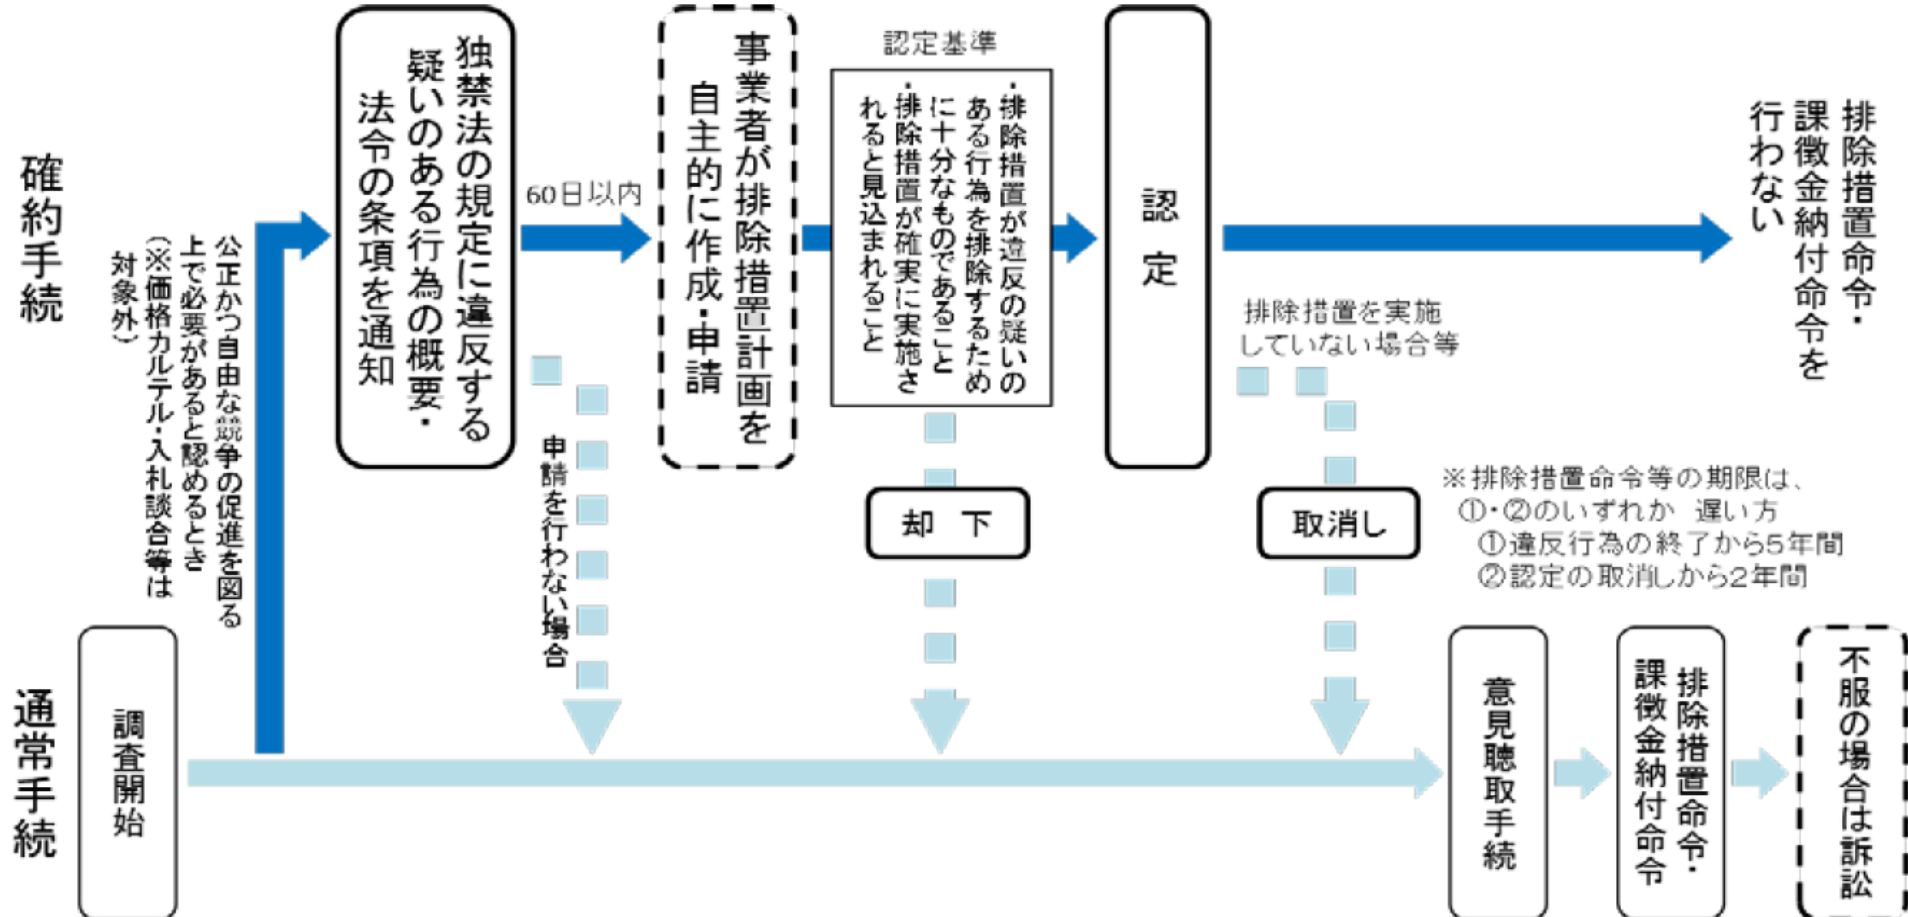 確約手続
公正かつ自由な競争の促進を図る
上で必要があると認めるとき
(※価格カルテル・入札談合等は
対象外)
独禁法の規定に違反する
疑いのある行為の概要・
法令の条項を通知
60日以内
事業者が排除措置計画を
自主的に作成・申請
認定基準
・排除措置が違反の疑いの
ある行為を排除するため
に十分なものであること
・排除措置が確実に実施さ
れると見込まれること
認定
排除措置命令・
課徴金納付命令を
行わない
申請を行わない場合
却下
排除措置を実施
していない場合等
取消し
※排除措置命令等の期限は、
①・②のいずれか 遅い方
①違反行為の終了から5年間
②認定の取消しから2年間
通常手続
調査開始
意見聴取手続
排除措置命令・
課徴金納付命令
不服の場合は訴訟